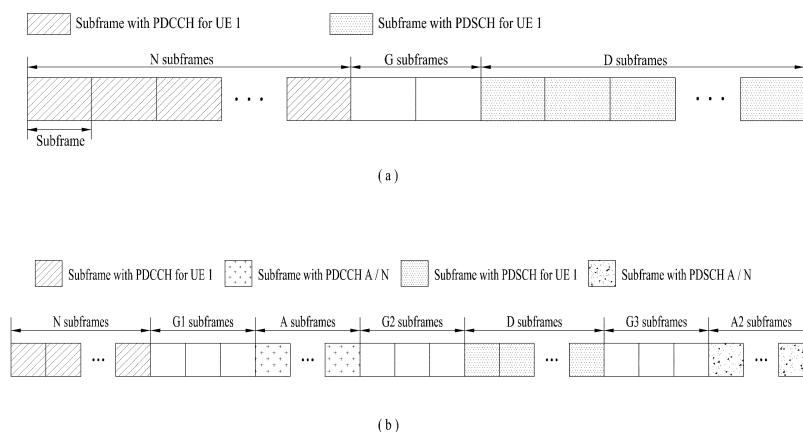 Subframe with PDCCH for UE 1 Subframe with PDSCH for UE 1
N subframes G subframes D subframes
. . . . . .
Subframe
( a )
Subframe with PDCCH for UE 1 Subframe with PDCCH A / N Subframe with PDSCH for UE 1 Subframe with PDSCH A / N
N subframes G1 subframes A subframes G2 subframes D subframes G3 subframes A2 subframes
... ... ... ...
( b )